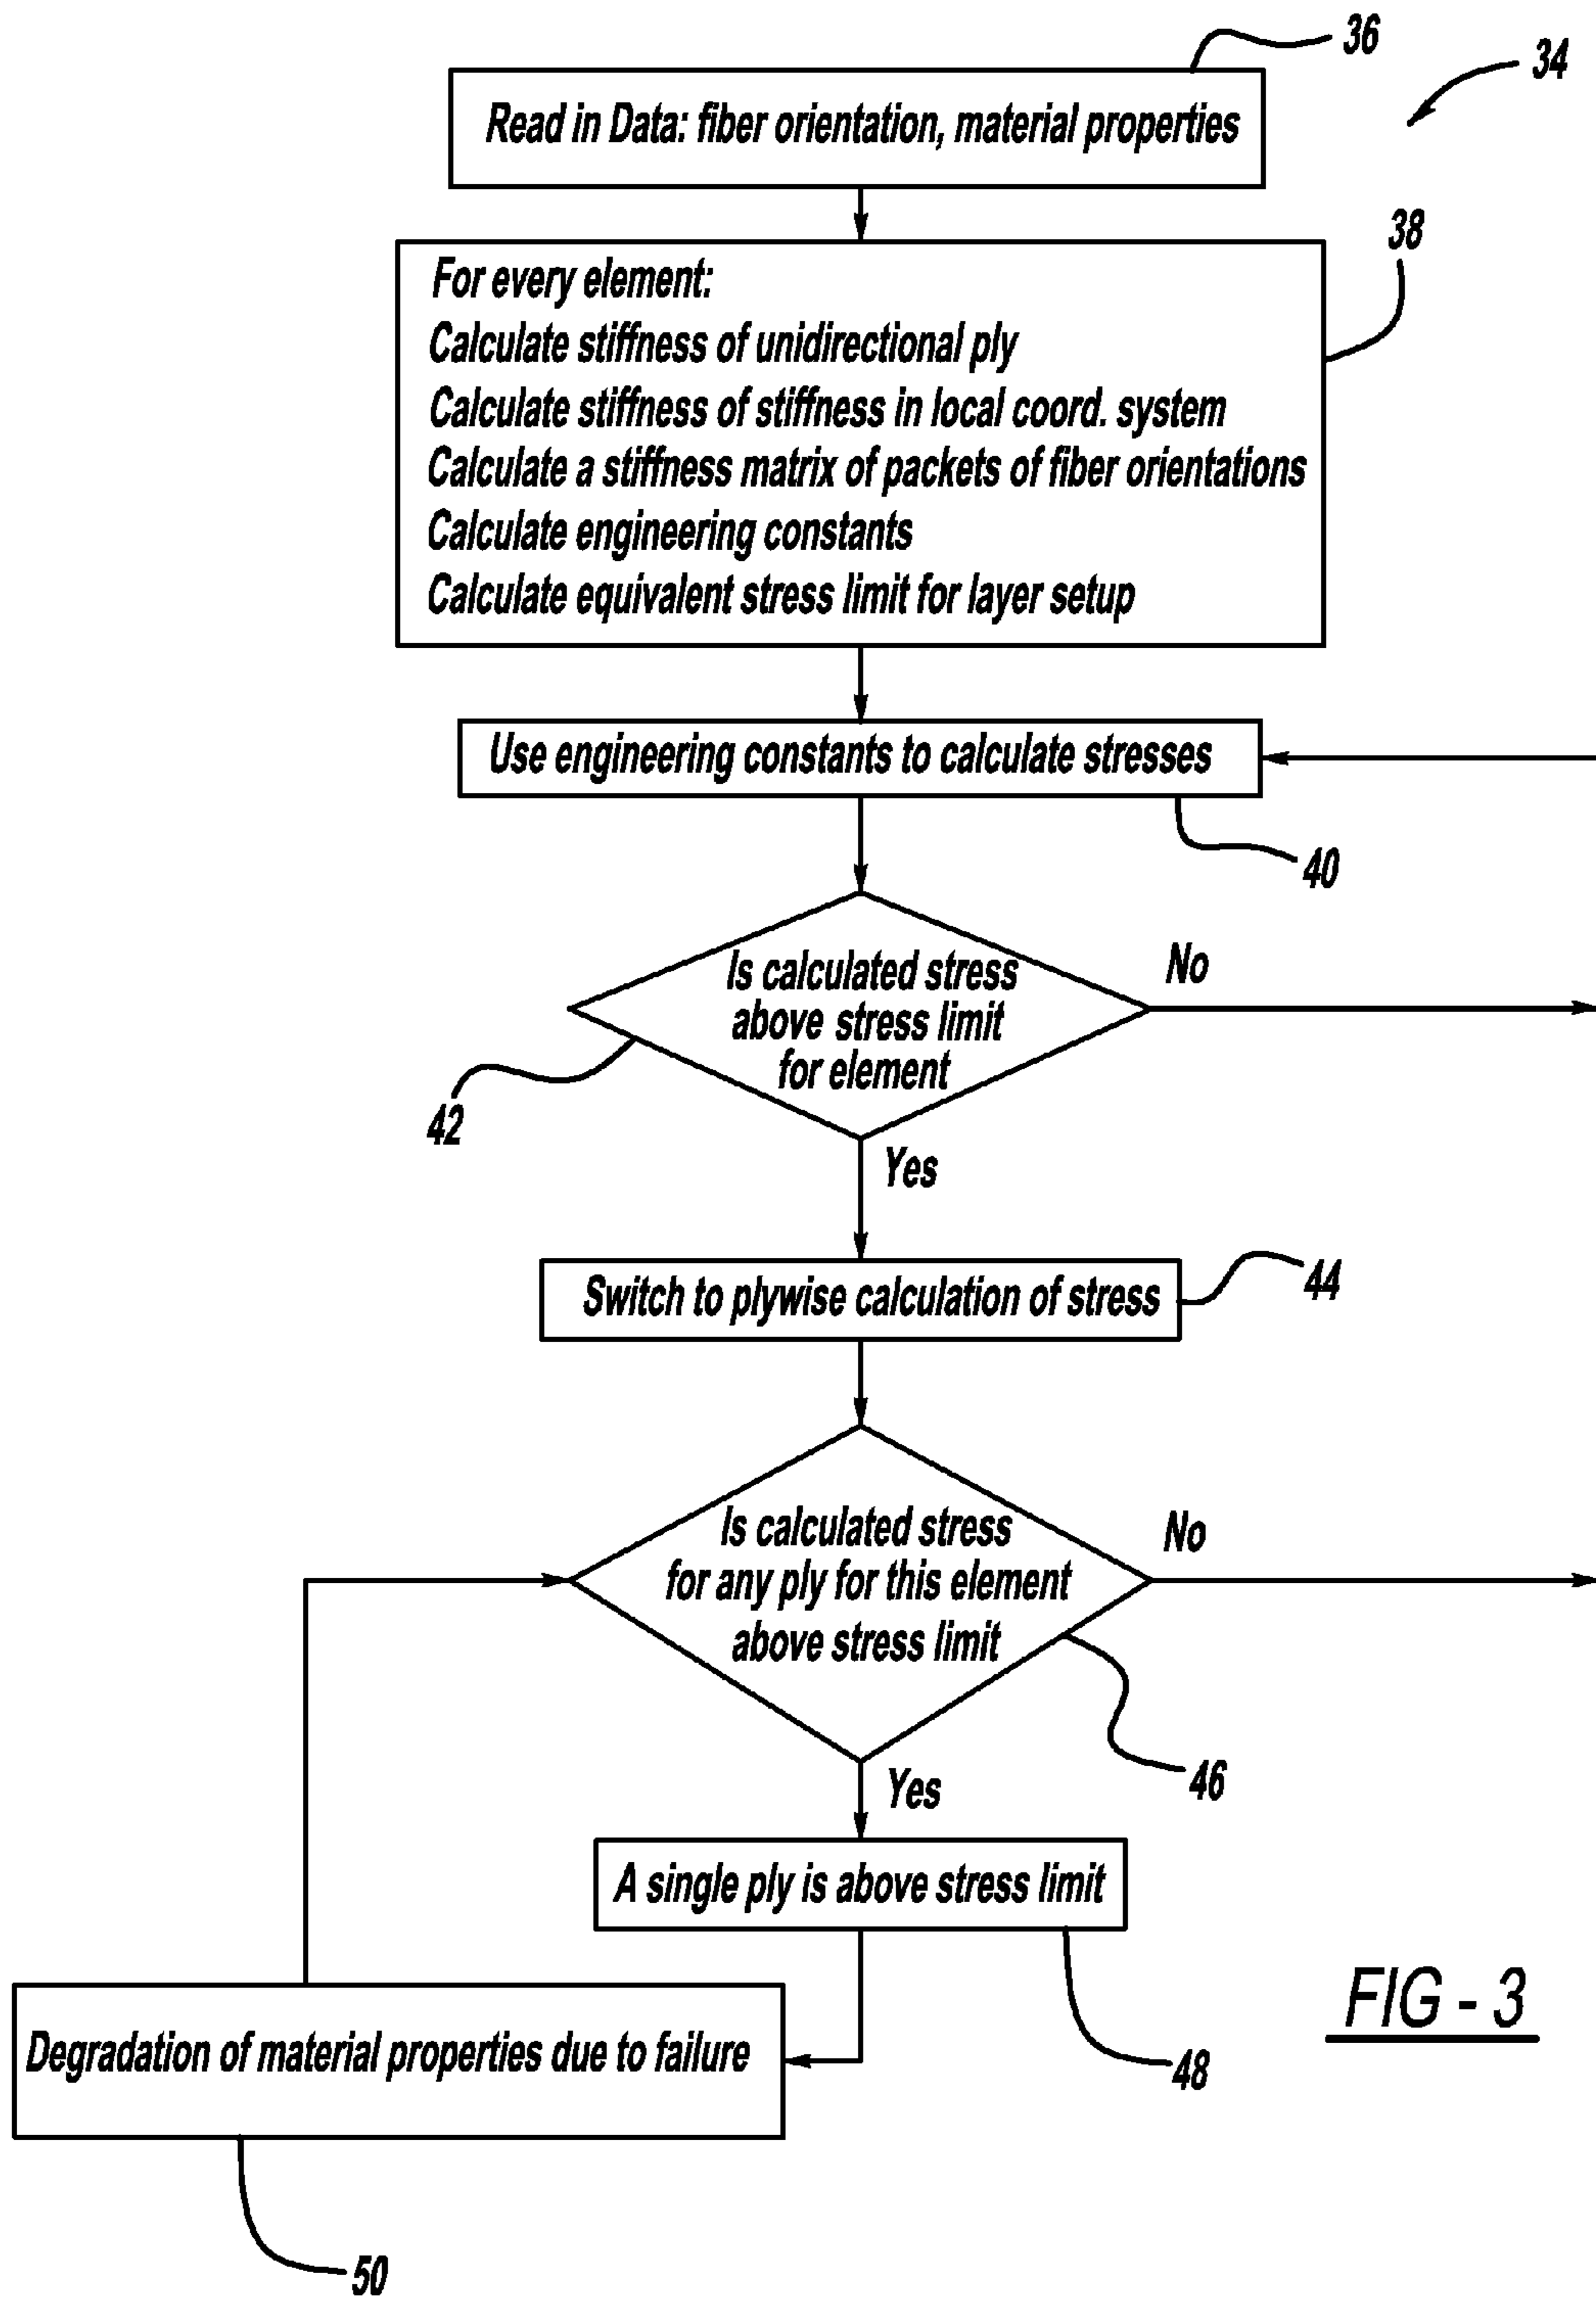 36
34
Read in Data: fiber orientation, material properties
38
For every element:
Calculate stiffness of unidirectional ply
Calculate stiffness of stiffness in local coord. system
Calculate a stiffness matrix of packets of fiber orientations
Calculate engineering constants
Calculate equivalent stress limit for layer setup
Use engineering constants to calculate stresses
40
Is calculated stress
above stress limit
for element
No
42
Yes
Switch to plywise calculation of stress
44
Is calculated stress
for any ply for this element
above stress limit
No
46
Yes
A single ply is above stress limit
48
Degradation of material properties due to failure
50
FIG - 3